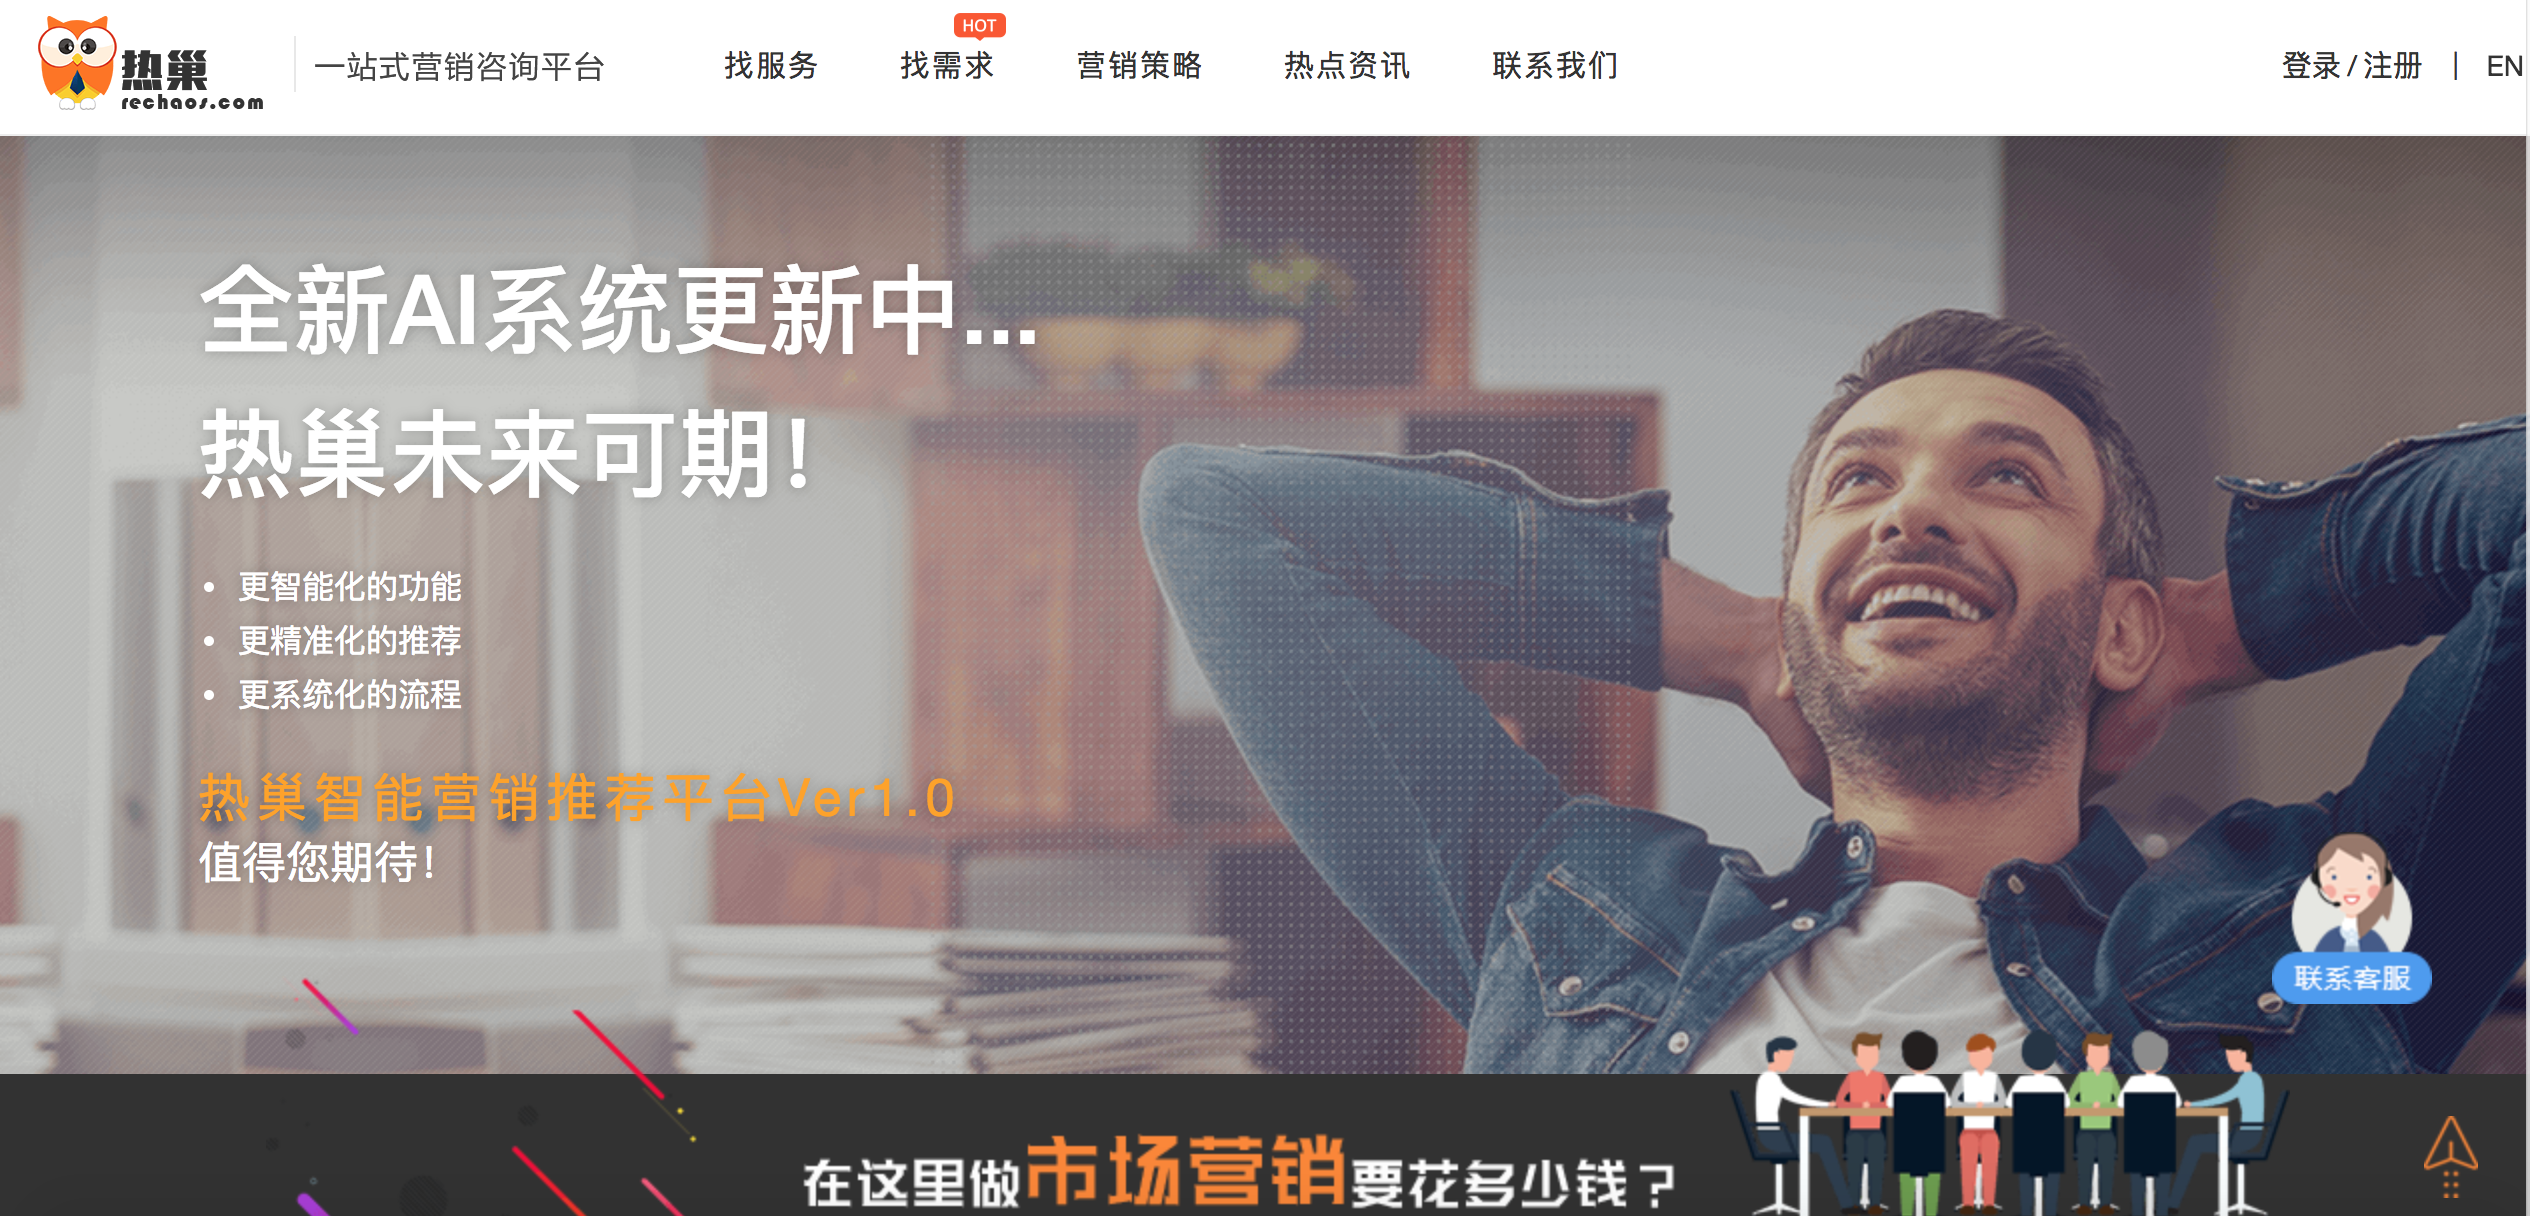 热巢
rechaos.com
一站式营销咨询平台
找服务
HOT
找需求
营销策略
热点资讯
联系我们
登录 / 注册 | EN
全新AI系统更新中...
热巢未来可期！
• 更智能化的功能
• 更精准化的推荐
• 更系统化的流程
热巢智能营销推荐平台Ver1.0
值得您期待！
联系客服
在这里做市场营销要花多少钱？